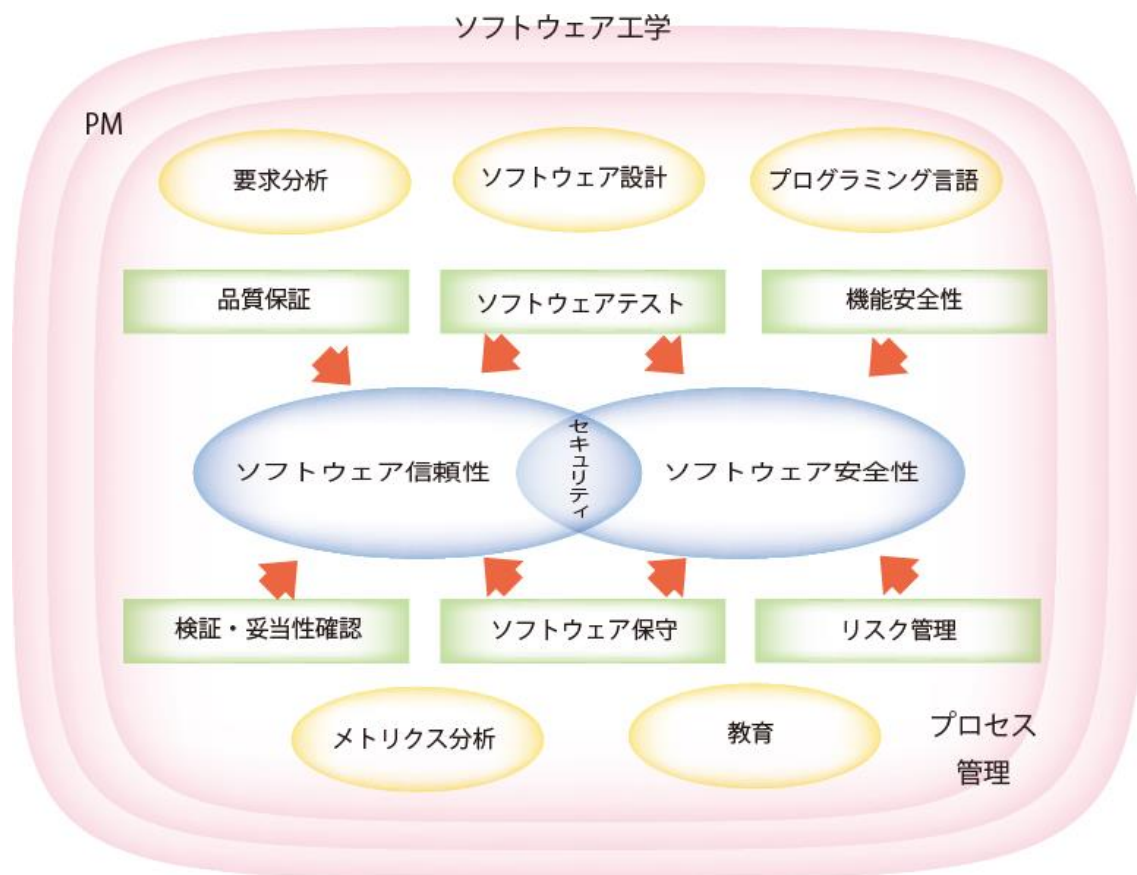 ソフトウェア工学
PM
要求分析
ソフトウェア設計
プログラミング言語
品質保証
ソフトウェアテスト
機能安全性
ソフトウェア信頼性
セキュリティ
ソフトウェア安全性
検証・妥当性確認
ソフトウェア保守
リスク管理
メトリクス分析
教育
プロセス
管理